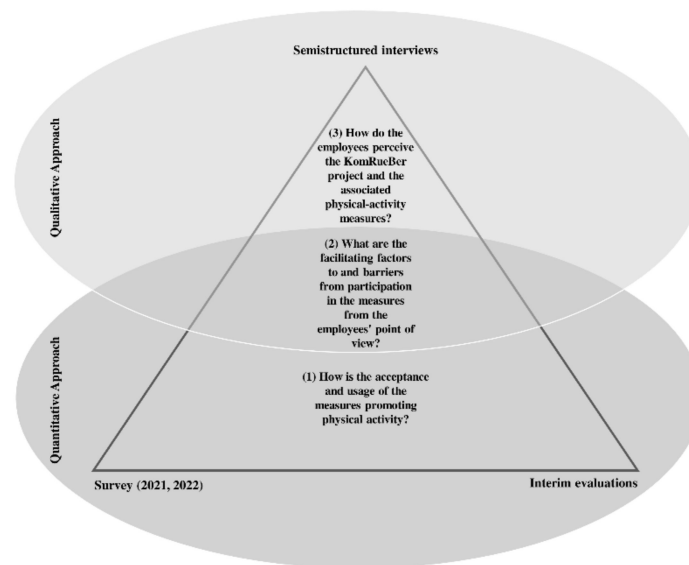 Semistructured interviews
Qualitative Approach
(3) How do the
employees perceive
the KomRueBer
project and the
associated
physical-activity
measures?
(2) What are the
facilitating factors
to and barriers
from participation
in the measures
from the
employees' point of
view?
Quantitative Approach
(1) How is the acceptance
and usage of the
measures promoting
physical activity?
Survey (2021, 2022)
Interim evaluations